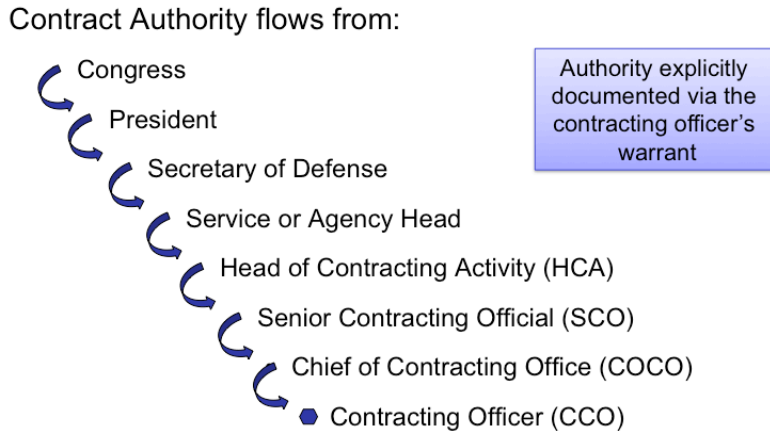 Contract Authority flows from:
Congress
Authority explicitly
documented via the
contracting officer's
warrant
President
Secretary of Defense
Service or Agency Head
Head of Contracting Activity (HCA)
Senior Contracting Official (SCO)
Chief of Contracting Office (COCO)
Contracting Officer (CCO)